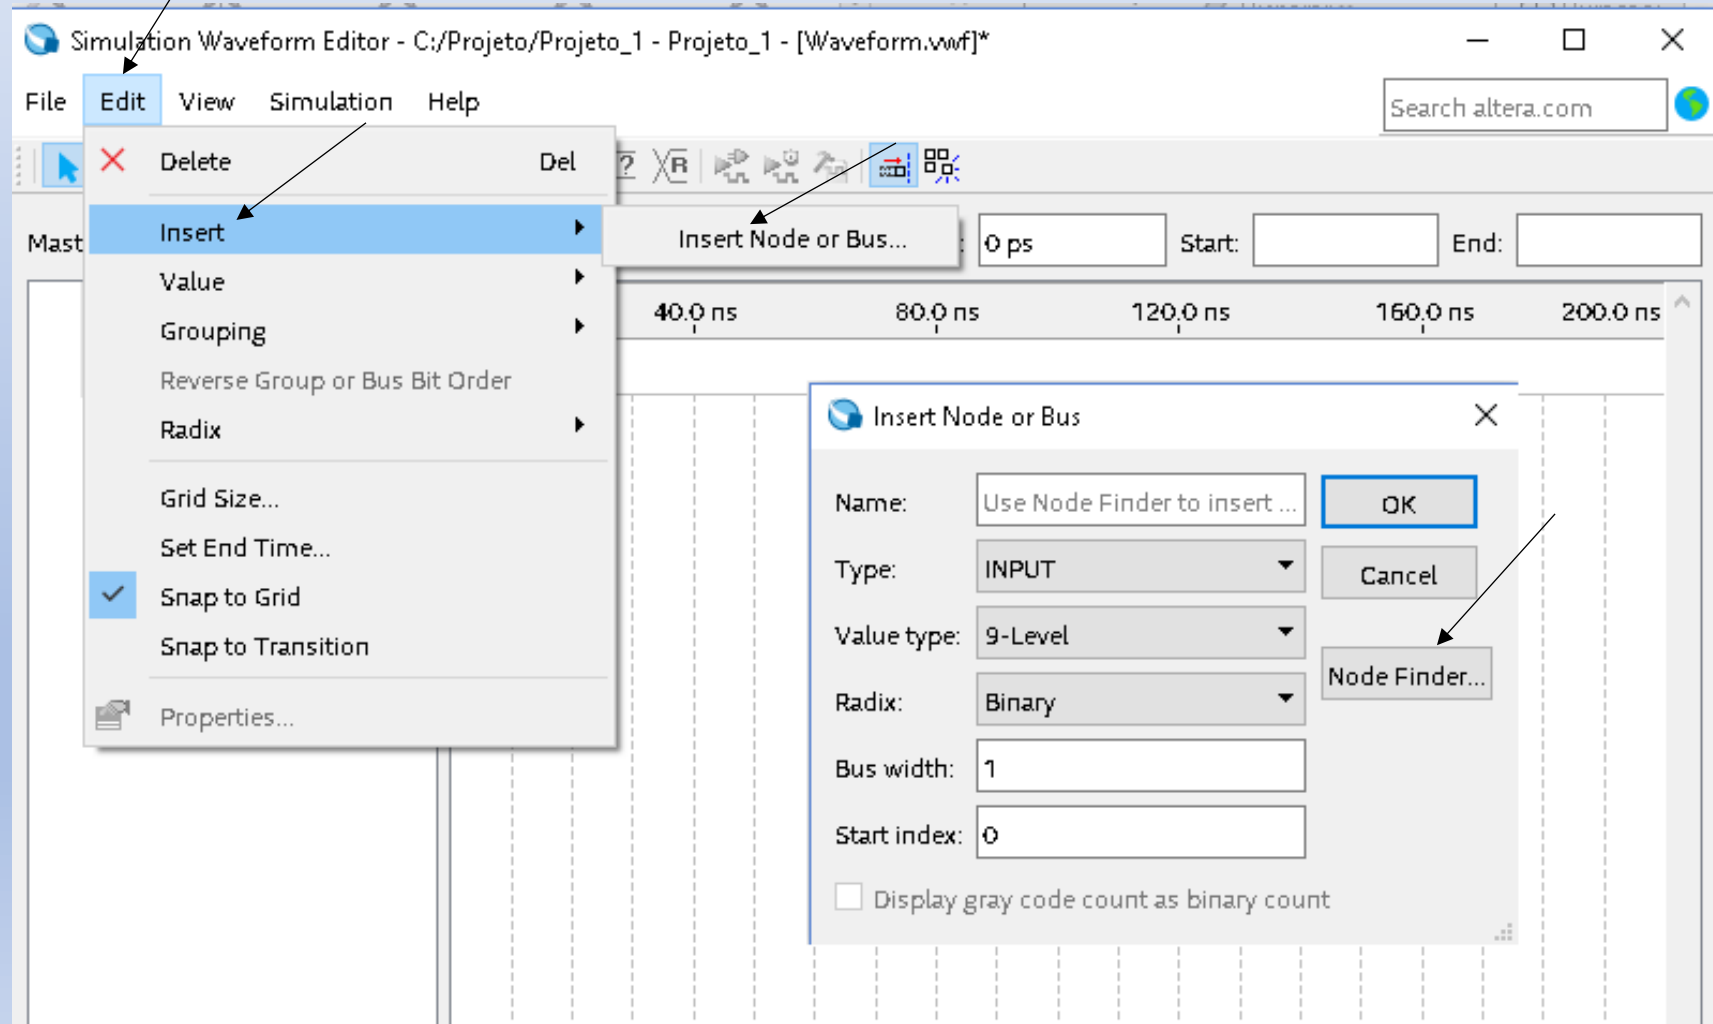 Simulation Waveform Editor - C:/Projeto/Projeto_1 - Projeto_1 - [Waveform.vwf]*
File Edit View Simulation Help
Search altera.com
Delete Del
Insert
Insert Node or Bus...
Mast
: 0 ps
Start:
End:
Value
40.0 ns 80.0 ns 120.0 ns 160.0 ns 200.0 ns
Grouping
Reverse Group or Bus Bit Order
Radix
Grid Size...
Set End Time...
Snap to Grid
Snap to Transition
Properties...
Insert Node or Bus
Name: Use Node Finder to insert ...
OK
Type: INPUT
Cancel
Value type: 9-Level
Node Finder...
Radix: Binary
Bus width: 1
Start index: 0
Display gray code count as binary count